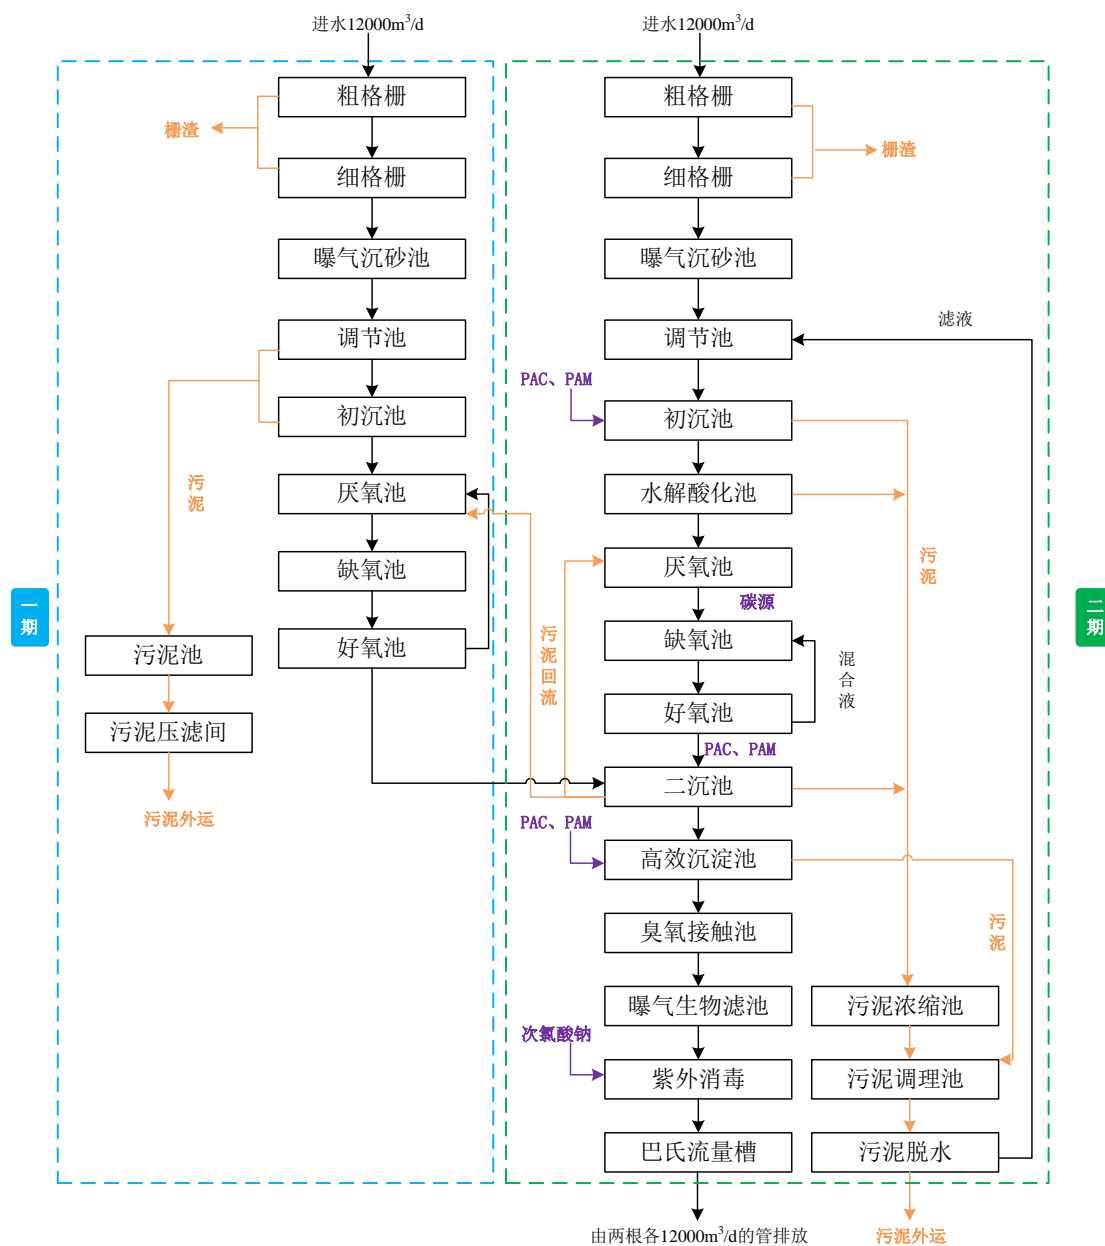 进水12000m³/d
进水12000m³/d
粗格栅
粗格栅
栅渣
栅渣
细格栅
细格栅
曝气沉砂池
曝气沉砂池
滤液
调节池
调节池
PAC、PAM
初沉池
初沉池
污泥
厌氧池
水解酸化池
污泥
缺氧池
厌氧池
碳源
一期
二期
好氧池
污泥回流
缺氧池
混合液
污泥池
好氧池
污泥压滤间
PAC、PAM
二沉池
污泥外运
PAC、PAM
高效沉淀池
臭氧接触池
污泥
曝气生物滤池
污泥浓缩池
次氯酸钠
紫外消毒
污泥调理池
巴氏流量槽
污泥脱水
由两根各12000m³/d的管排放
污泥外运